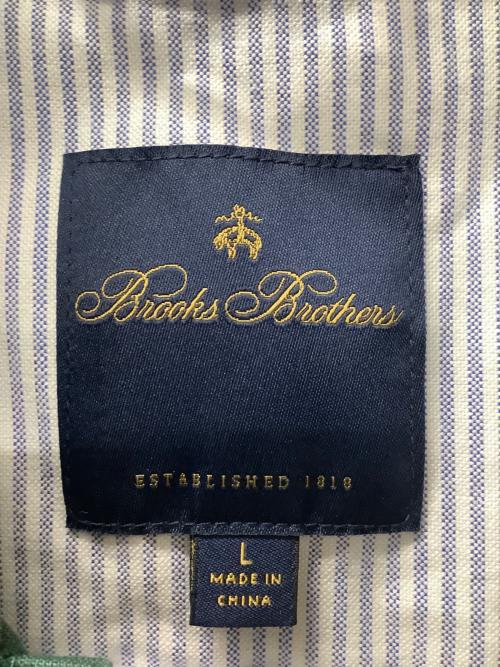 Brooks Brothers
ESTABLISHED 1818
L
MADE IN
CHINA